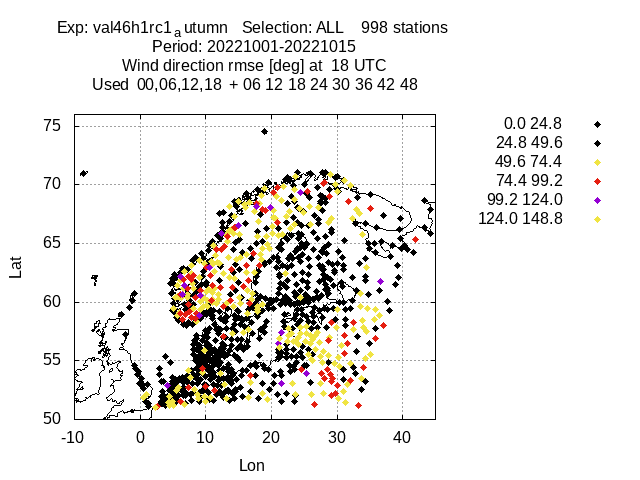 Exp: val46h1rc1autumn Selection: ALL 998 stations
Period: 20221001-20221015
Wind direction rmse [deg] at 18 UTC
Used 00,06,12,18 + 06 12 18 24 30 36 42 48
0.0 24.8
24.8 49.6
49.6 74.4
74.4 99.2
99.2 124.0
124.0 148.8
75
70
65
60
55
50
Lat
-10 0 10 20 30 40
Lon